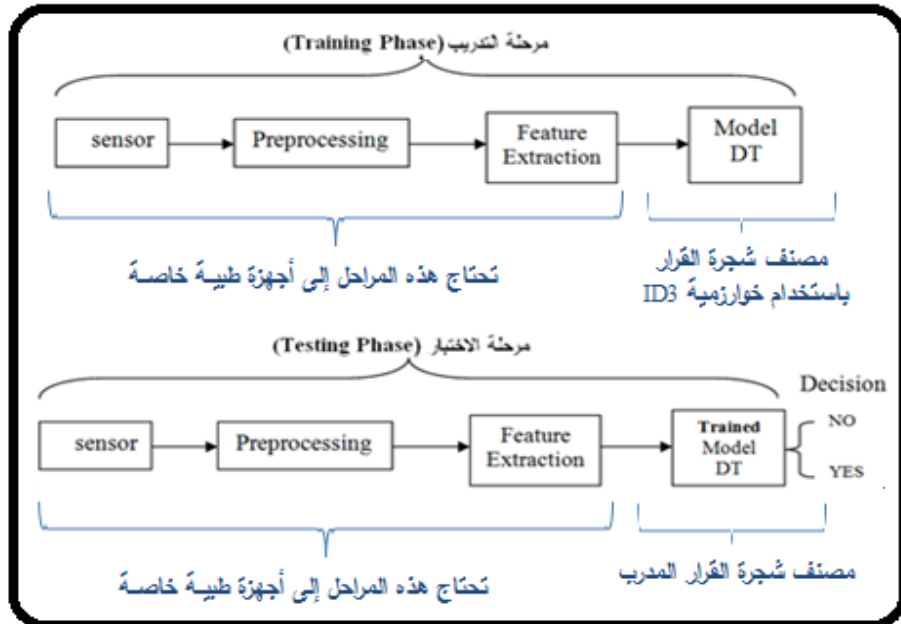 مرحلة التدريب (Training Phase)
sensor
Preprocessing
Feature
Extraction
Model
DT
تحتاج هذه المراحل إلى أجهزة طبية خاصة
مصنف شجرة القرار
باستخدام خوارزمية ID3
مرحلة الاختبار (Testing Phase)
sensor
Preprocessing
Feature
Extraction
Trained
Model
DT
Decision
NO
YES
تحتاج هذه المراحل إلى أجهزة طبية خاصة
مصنف شجرة القرار المدرب